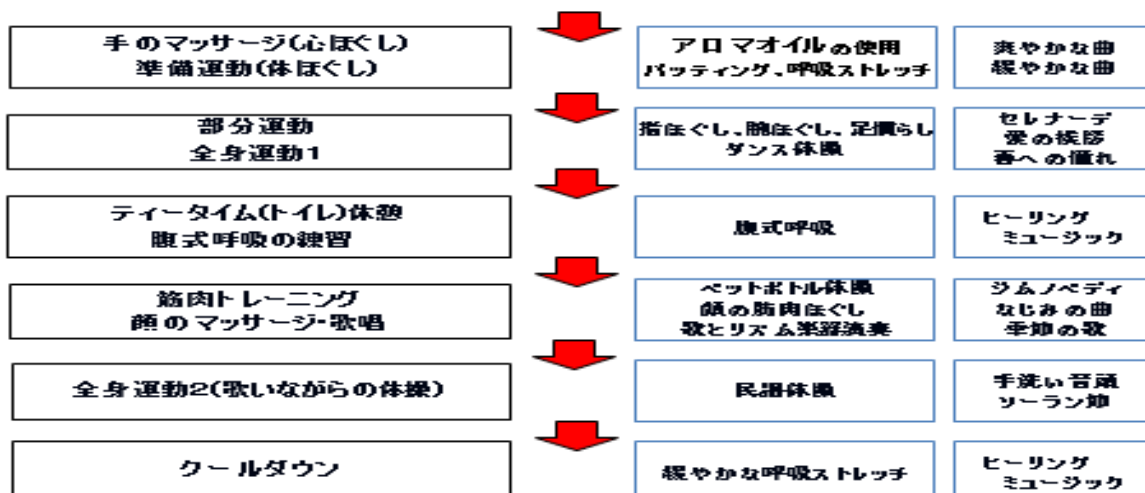 手のマッサージ(心ほぐし)
準備運動(体ほぐし)
アロマオイルの使用
パッティング、呼吸ストレッチ
爽やかな曲
緩やかな曲
部分運動
全身運動1
指ほぐし、腕ほぐし、足慣らし
ダンス体操
セレナーデ
愛の挨拶
春への憧れ
ティータイム(トイレ)休憩
腹式呼吸の練習
腹式呼吸
ヒーリング
ミュージック
筋肉トレーニング
顔のマッサージ・歌唱
ペットボトル体操
顔の筋肉ほぐし
歌とリズム楽器演奏
ジムノペディ
なじみの曲
季節の歌
全身運動2(歌いながらの体操)
民謡体操
手洗い音頭
ソーラン節
クールダウン
緩やかな呼吸ストレッチ
ヒーリング
ミュージック